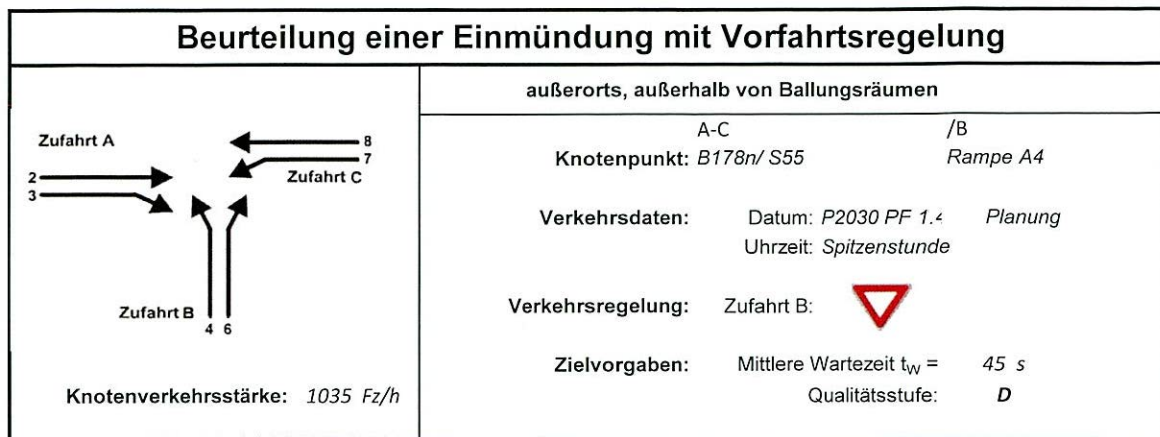 Beurteilung einer Einmündung mit Vorfahrtsregelung
Zufahrt A
8
7
Zufahrt C
2
3
Zufahrt B
4 6
Knotenverkehrsstärke: 1035 Fz/h
außerorts, außerhalb von Ballungsräumen
A-C /B
Knotenpunkt: B178n/ S55 Rampe A4
Verkehrsdaten: Datum: P2030 PF 1.4 Planung
Uhrzeit: Spitzenstunde
Verkehrsregelung: Zufahrt B:
Zielvorgaben: Mittlere Wartezeit tw = 45 s
Qualitätsstufe: D